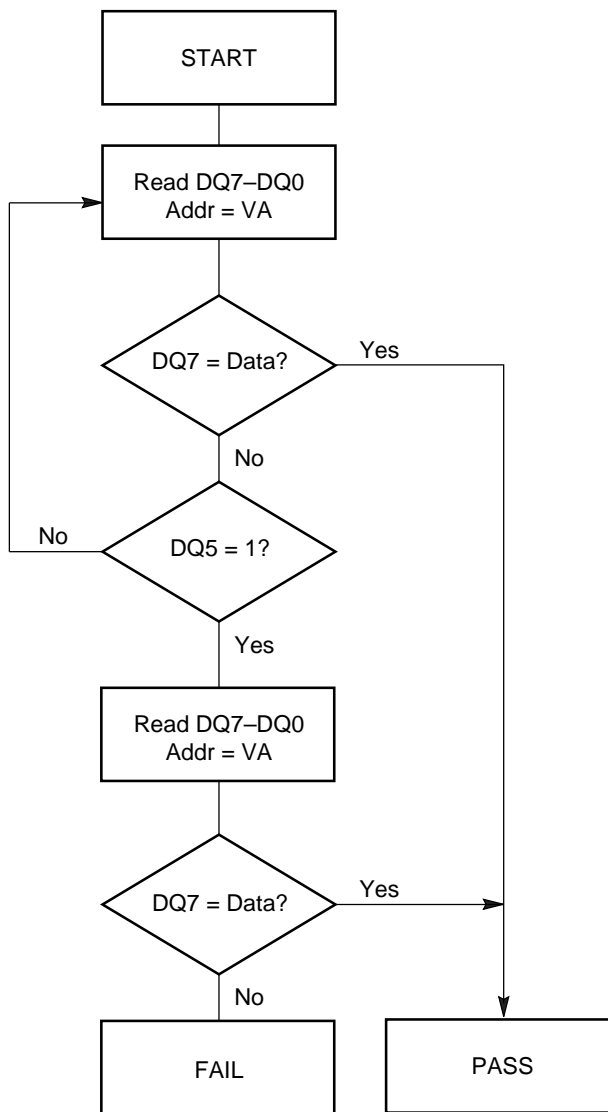 START
Read DQ7–DQ0
Addr = VA
DQ7 = Data?
Yes
No
DQ5 = 1?
No
Yes
Read DQ7–DQ0
Addr = VA
DQ7 = Data?
Yes
No
FAIL
PASS